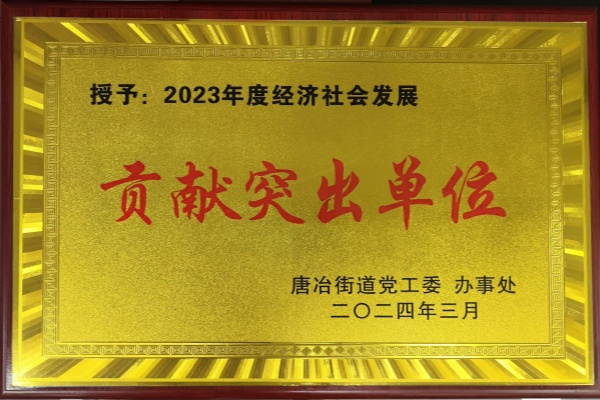 授予：2023年度经济社会发展
贡献突出单位
唐冶街道党工委 办事处
二〇二四年三月